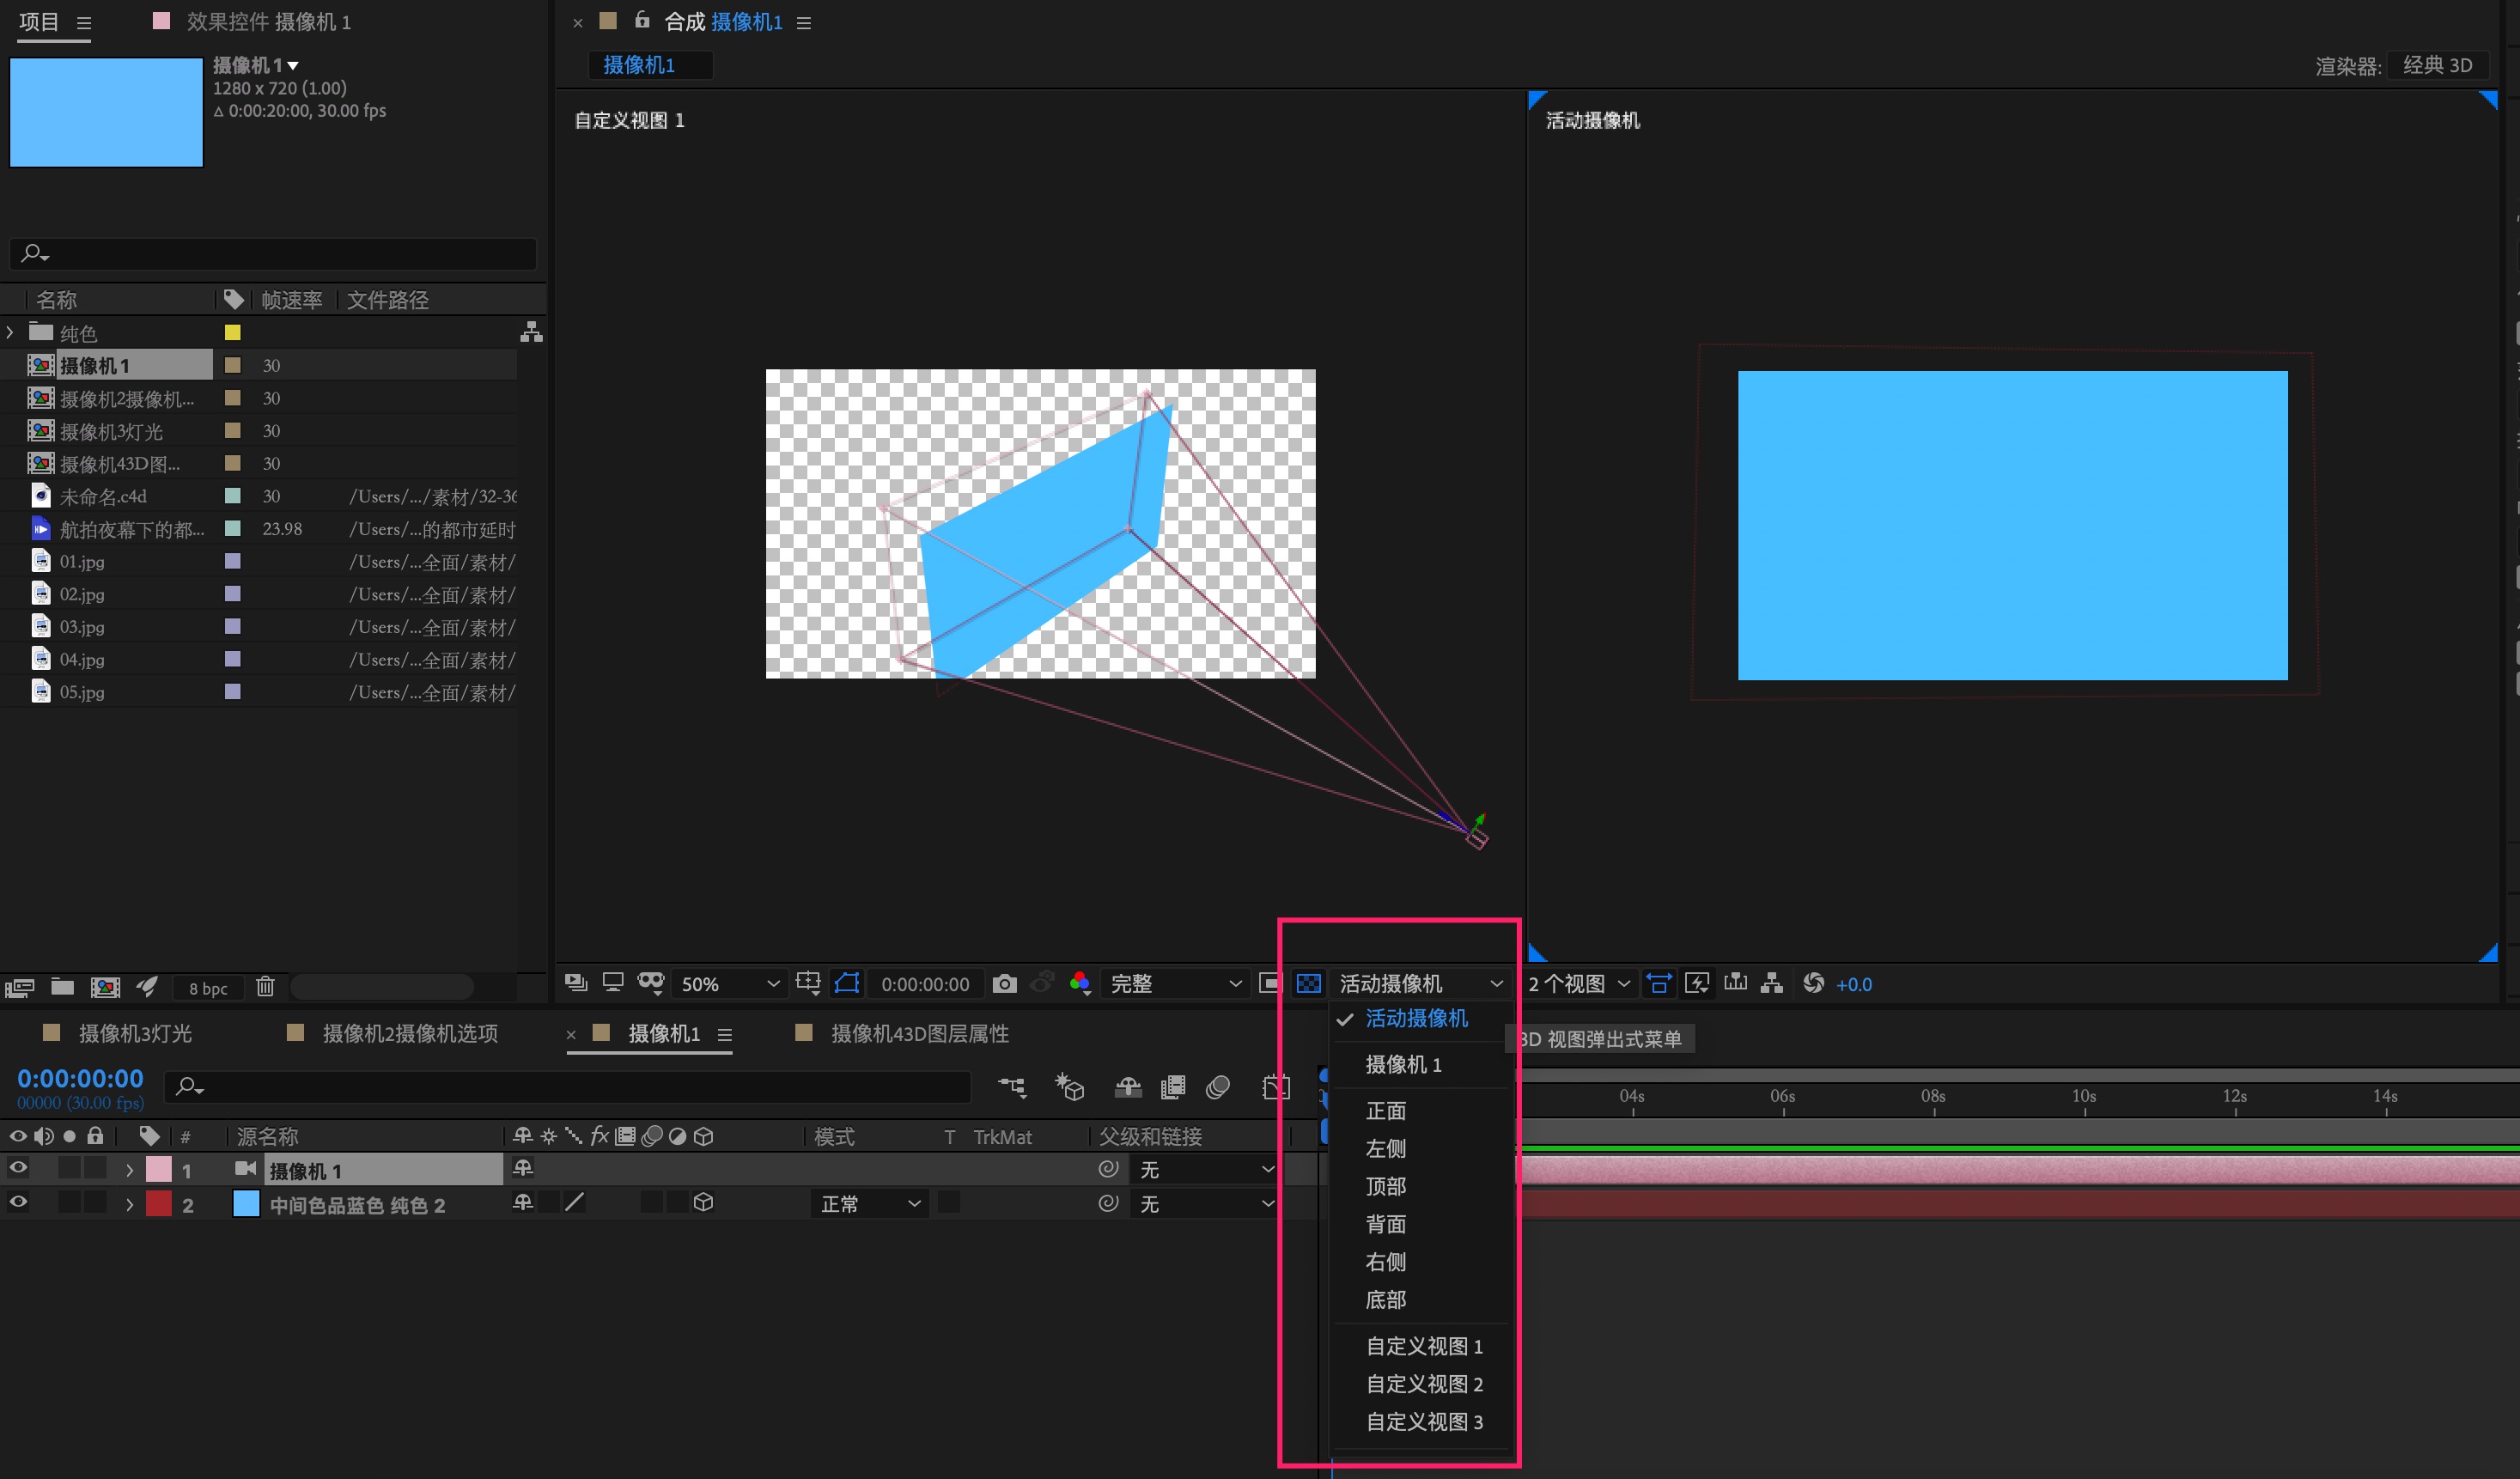 项目
效果控件 摄像机 1
摄像机 1
1280 x 720 (1.00)
Δ 0:00:20:00, 30.00 fps
名称 帧速率 文件路径
纯色
摄像机 1 30
摄像机2摄像机... 30
摄像机3灯光 30
摄像机43D图... 30
未命名.c4d 30 /Users/.../素材/32-36
航拍夜幕下的都... 23.98 /Users/...的都市延时
01.jpg /Users/...全面/素材/
02.jpg /Users/...全面/素材/
03.jpg /Users/...全面/素材/
04.jpg /Users/...全面/素材/
05.jpg /Users/...全面/素材/
8 bpc
合成 摄像机1
摄像机1
渲染器: 经典 3D
自定义视图 1
活动摄像机
50% 0:00:00:00 完整 活动摄像机 2 个视图 +0.0
活动摄像机
3D 视图弹出式菜单
摄像机 1
正面
左侧
顶部
背面
右侧
底部
自定义视图 1
自定义视图 2
自定义视图 3
摄像机3灯光 摄像机2摄像机选项 摄像机1 摄像机43D图层属性
0:00:00:00
00000 (30.00 fps)
04s 06s 08s 10s 12s 14s
# 源名称 fx 模式 T TrkMat 父级和链接
1 摄像机 1 无
2 中间色品蓝色 纯色 2 正常 无